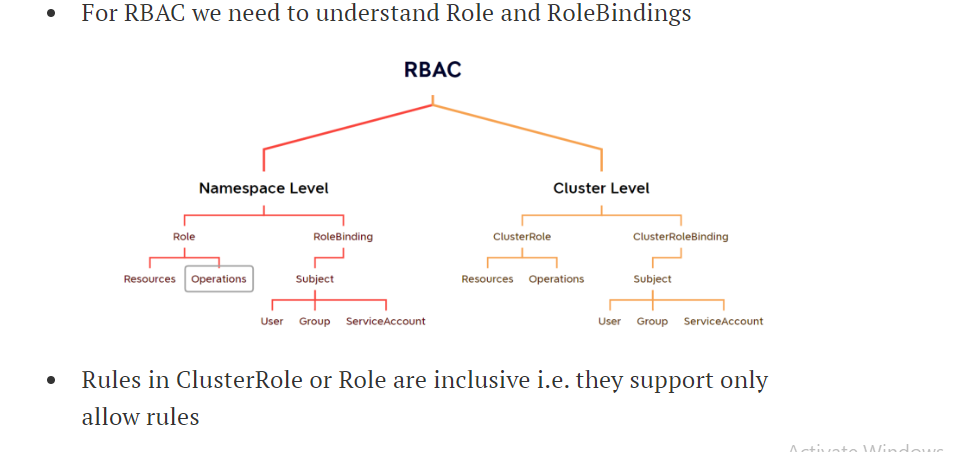 For RBAC we need to understand Role and RoleBindings
RBAC
Namespace Level
Cluster Level
Role
RoleBinding
ClusterRole
ClusterRoleBinding
Resources
Operations
Subject
Resources
Operations
Subject
User
Group
ServiceAccount
User
Group
ServiceAccount
Rules in ClusterRole or Role are inclusive i.e. they support only
allow rules
Activate Windows